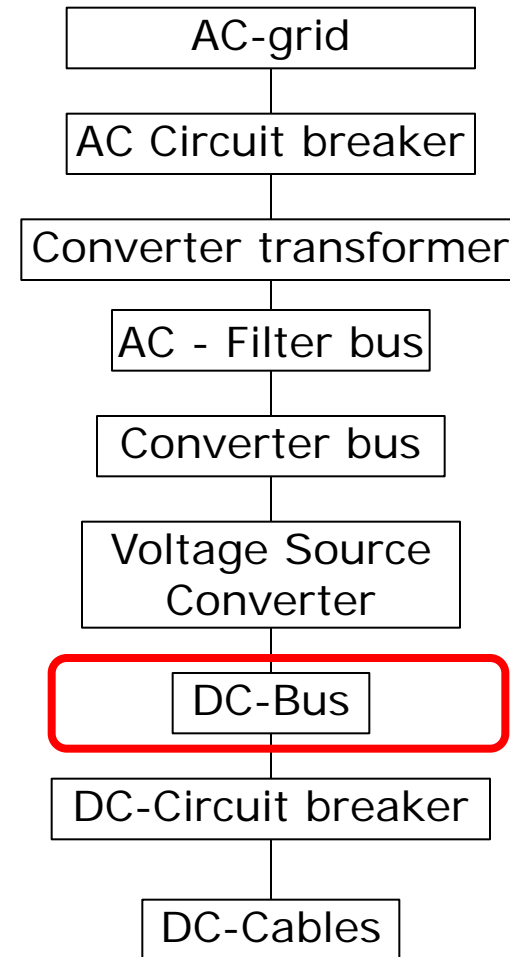 AC-grid
AC Circuit breaker
Converter transformer
AC - Filter bus
Converter bus
Voltage Source
Converter
DC-Bus
DC-Circuit breaker
DC-Cables